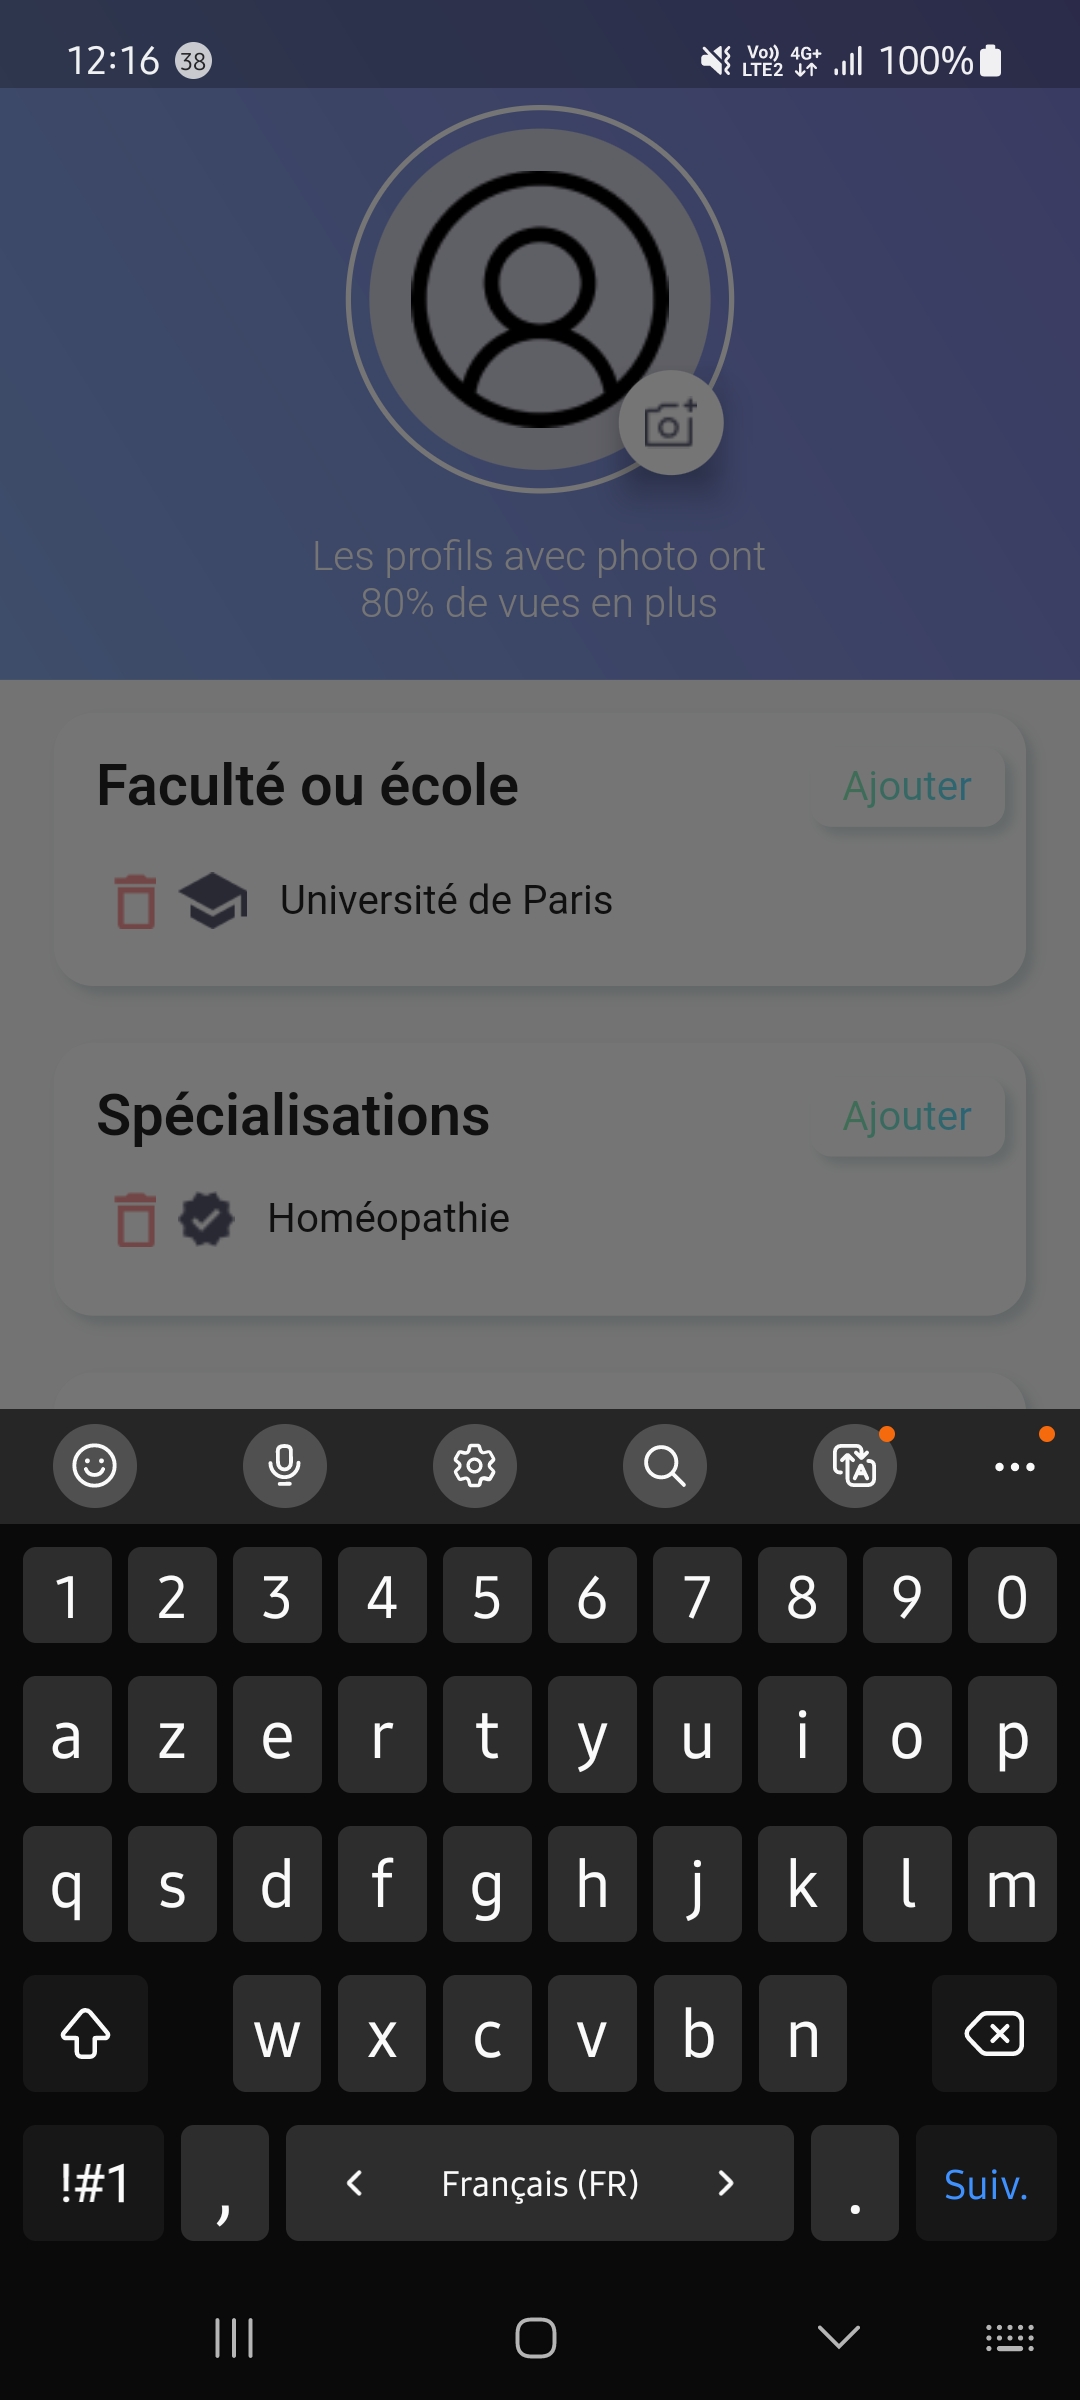 12:16 38 Vo)) LTE2 4G+ 100%
Les profils avec photo ont
80% de vues en plus
Faculté ou école Ajouter
Université de Paris
Spécialisations Ajouter
Homéopathie
1 2 3 4 5 6 7 8 9 0
a z e r t y u i o p
q s d f g h j k l m
w x c v b n
!#1 , Français (FR) . Suiv.